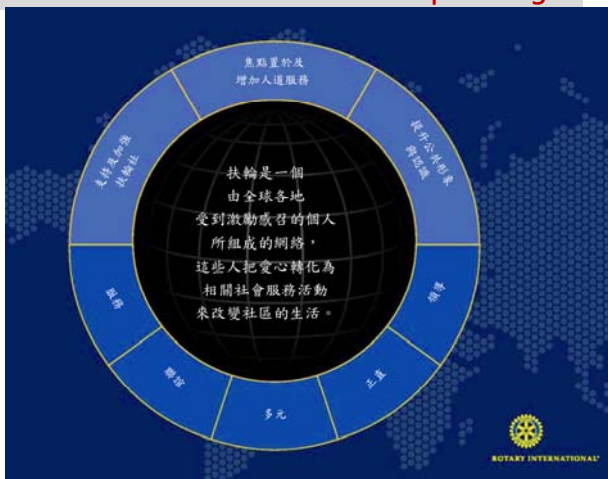 焦點置於及
增加人道服務
支持及加強
扶輪社
提升公共形象
與認識
扶輪是一個
由全球各地
受到激勵感召的個人
所組成的網絡，
這些人把愛心轉化為
相關社會服務活動
來改變社區的生活。
服務
聯誼
多元
正直
領導
ROTARY INTERNATIONAL®